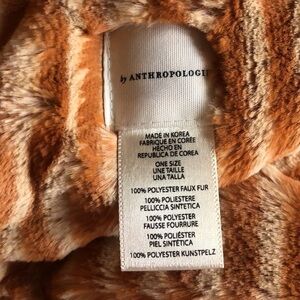 by ANTHROPOLOGIE
MADE IN KOREA
FABRIQUE EN CORÉE
HECHO EN
REPUBLICA DE COREA
ONE SIZE
UNE TAILLE
UNA TALLA
100% POLYESTER FAUX FUR
100% POLIESTERE
PELLICCIA SINTETICA
100% POLYESTER
FAUSSE FOURRURE
100% POLIÉSTER
PIEL SINTÉTICA
100% POLYESTER KUNSTPELZ